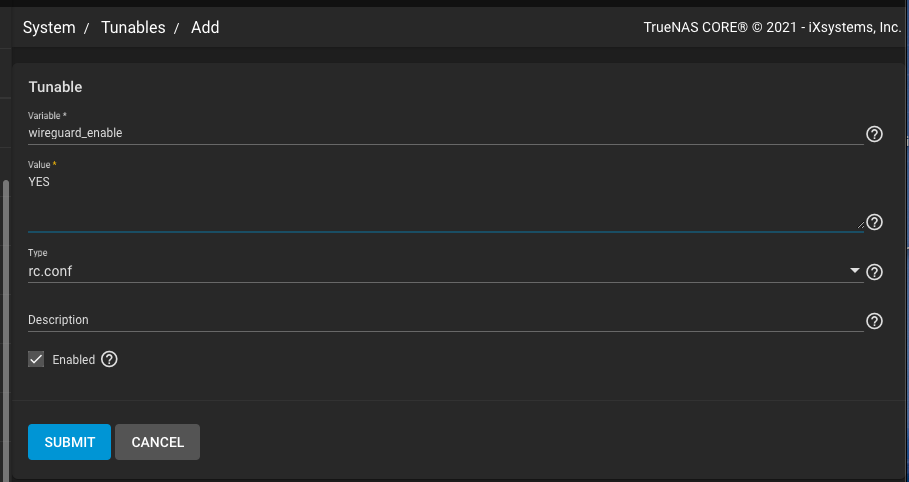 System / Tunables / Add
TrueNAS CORE® © 2021 - iXsystems, Inc.
Tunable
Variable *
wireguard_enable
Value *
YES
Type
rc.conf
Description
Enabled
SUBMIT
CANCEL